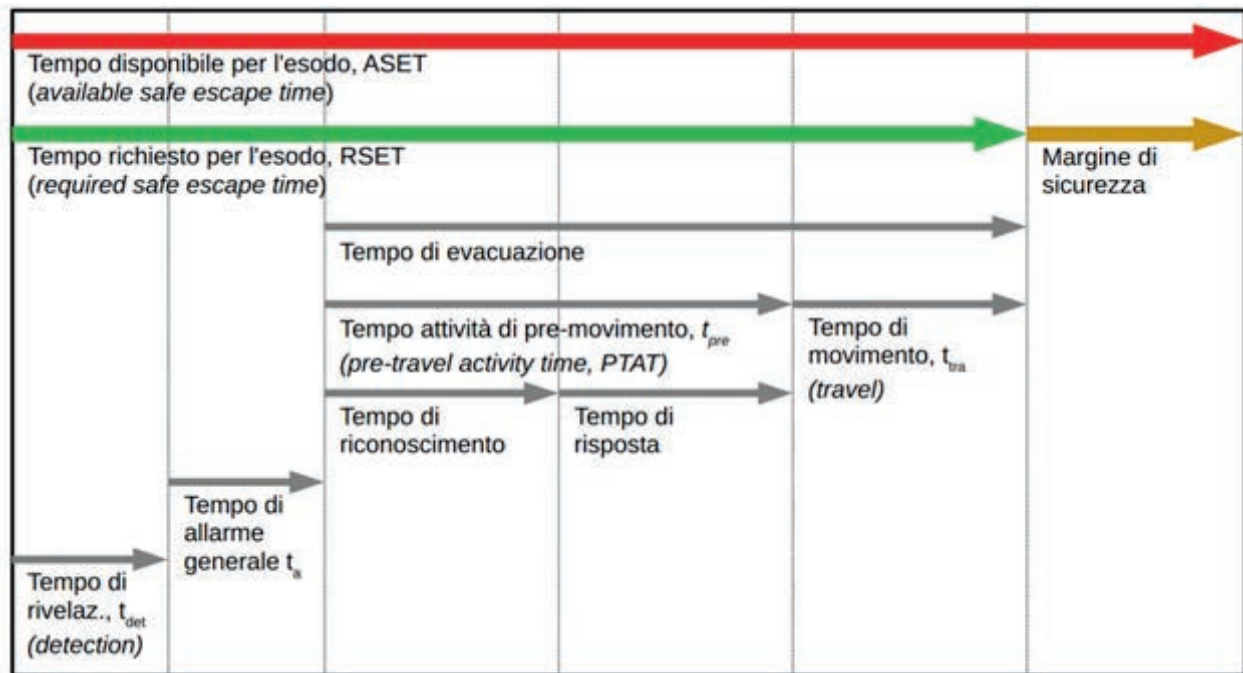 Tempo disponibile per l'esodo, ASET
(available safe escape time)
Tempo richiesto per l'esodo, RSET
(required safe escape time)
Margine di
sicurezza
Tempo di evacuazione
Tempo attività di pre-movimento, tpre
(pre-travel activity time, PTAT)
Tempo di
movimento, ttra
(travel)
Tempo di
riconoscimento
Tempo di
risposta
Tempo di
allarme
generale ta
Tempo di
rivelaz., tdet
(detection)